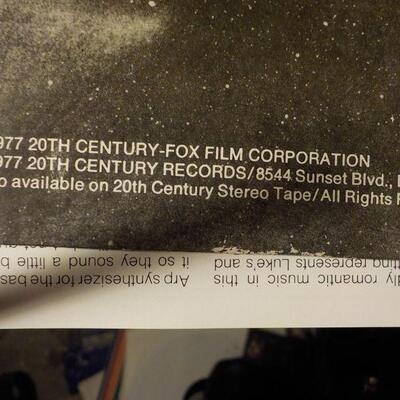 977 20TH CENTURY-FOX FILM CORPORATION
977 20TH CENTURY RECORDS/8544 Sunset Blvd.,
o available on 20th Century Stereo Tape/All Rights
dly romantic music in this
represents Luke's and
Arp synthesizer for the bas
it so they sound a little b